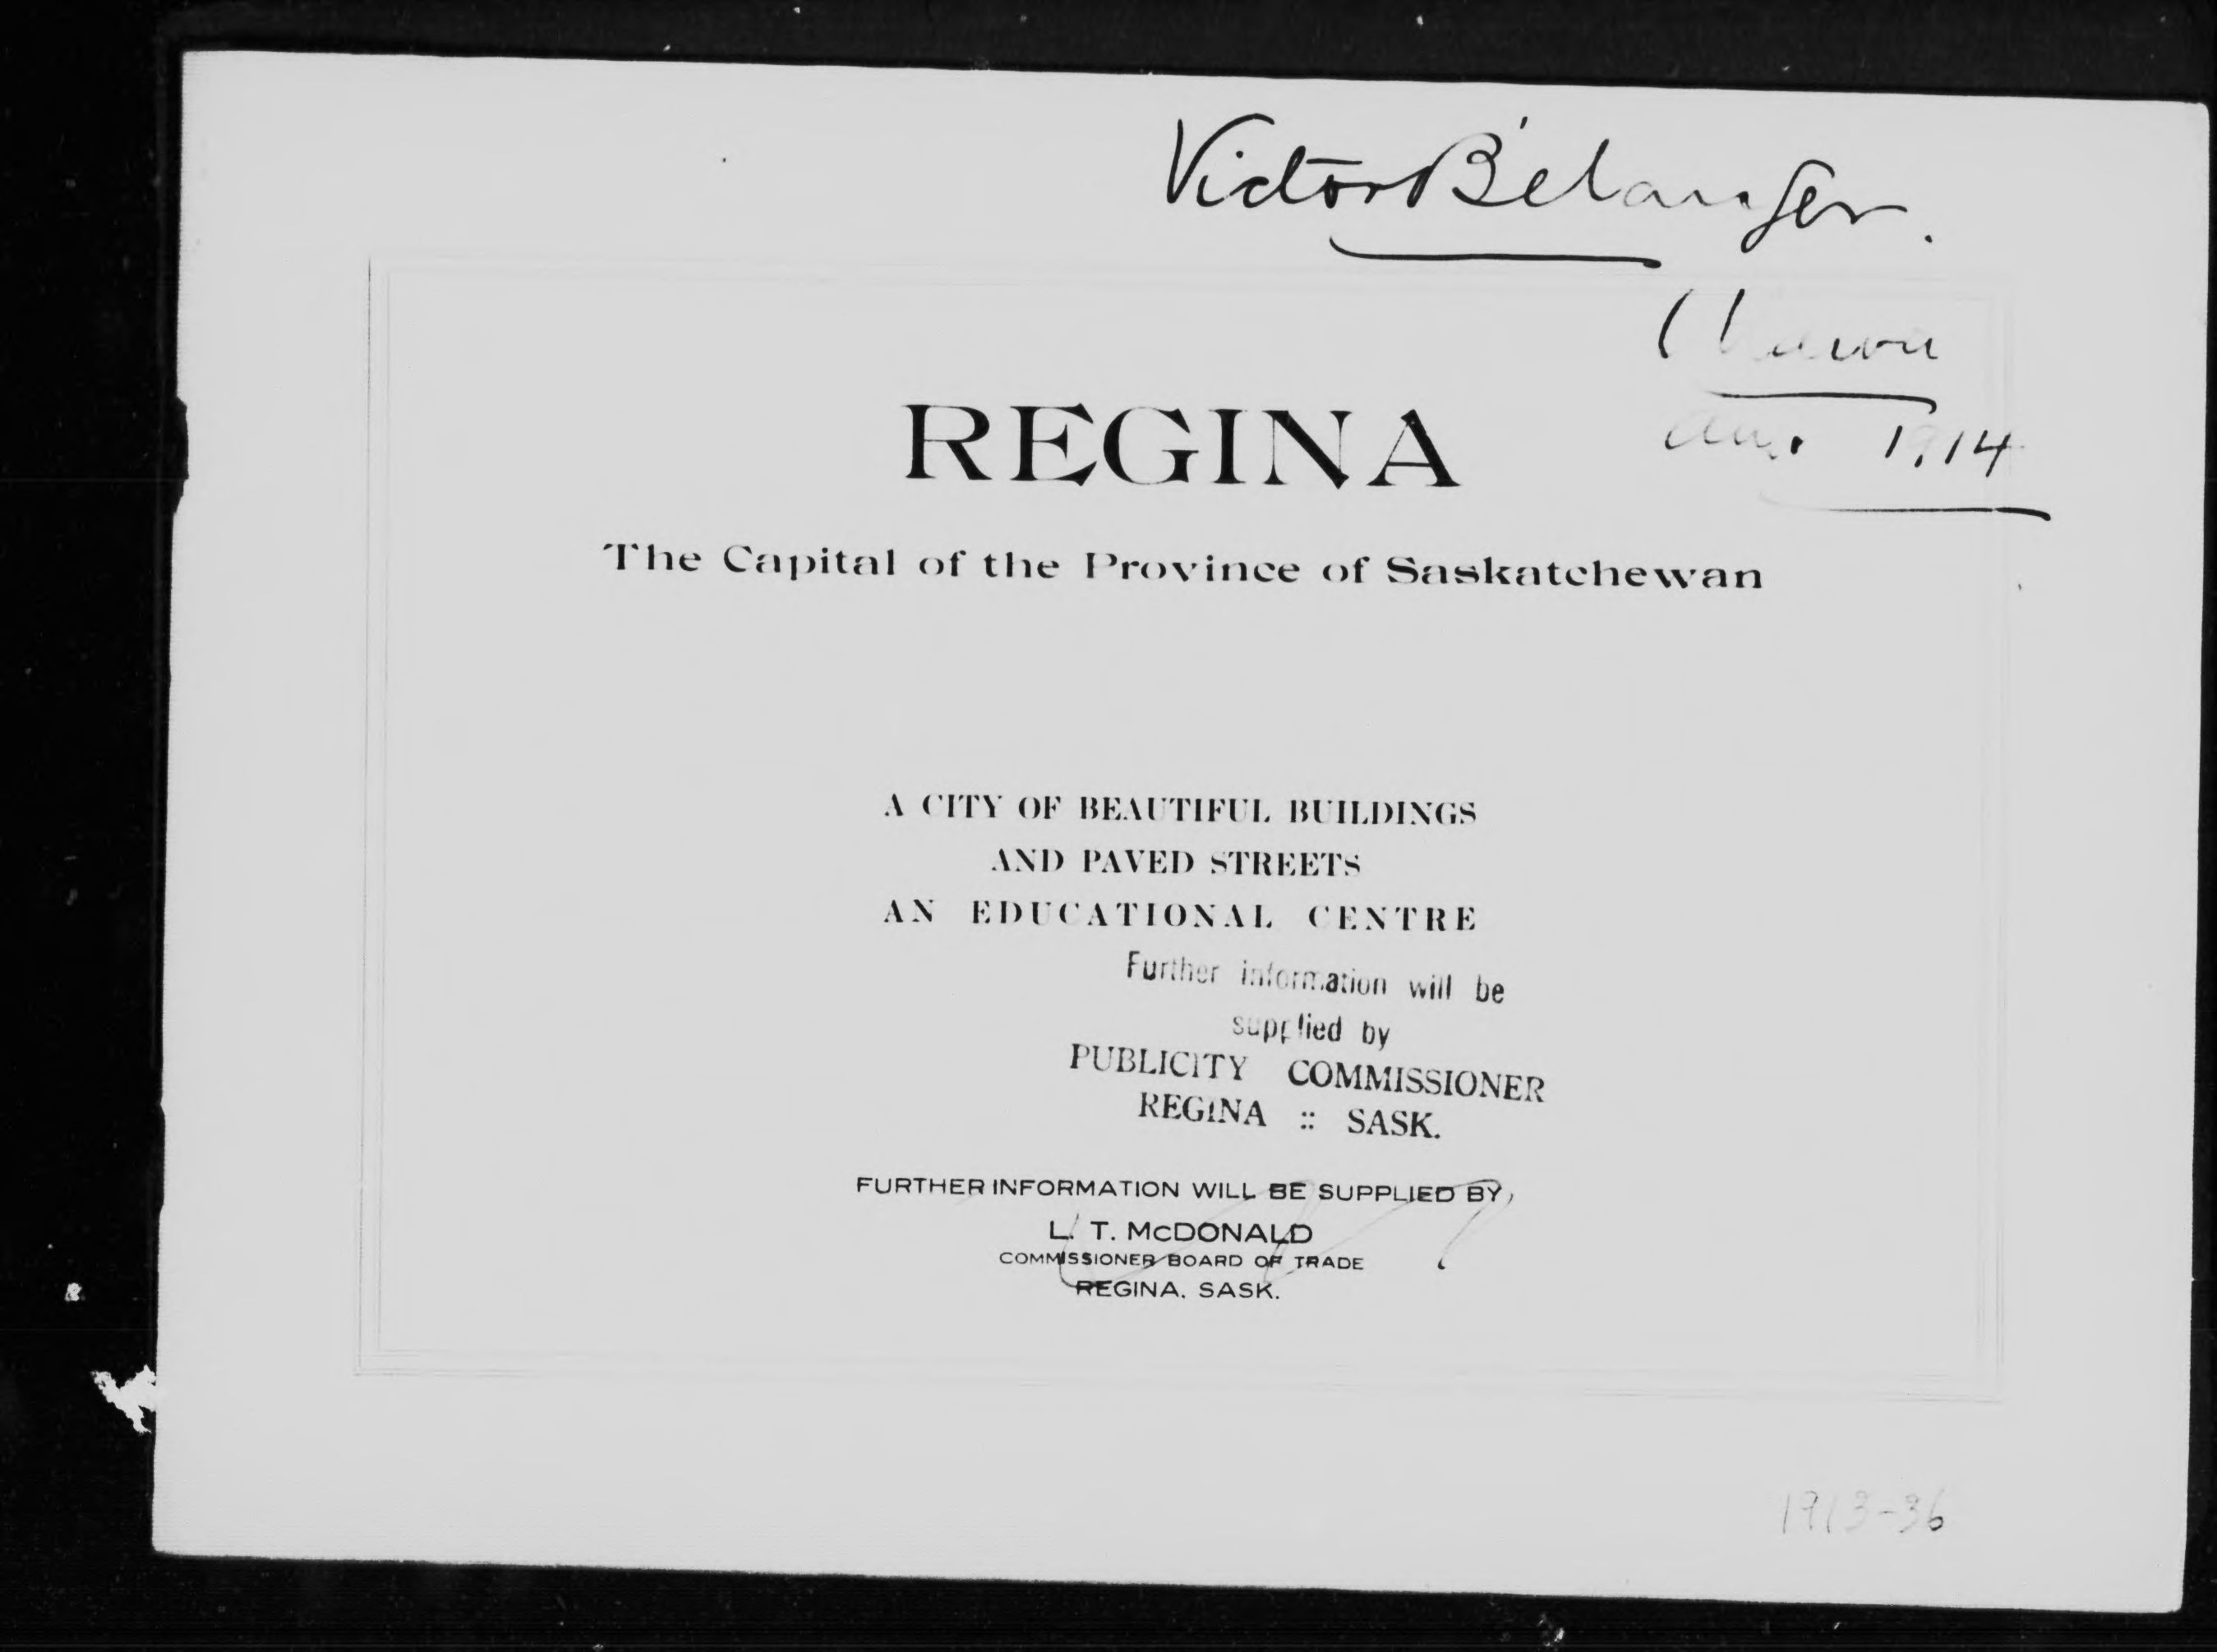 Victor Bélanger.
1914
REGINA
The Capital of the Province of Saskatchewan
A CITY OF BEAUTIFUL BUILDINGS
AND PAVED STREETS
AN EDUCATIONAL CENTRE
Further information will be
supplied by
PUBLICITY COMMISSIONER
REGINA :: SASK.
FURTHER INFORMATION WILL BE SUPPLIED BY
L. T. McDONALD
COMMISSIONER BOARD OF TRADE
REGINA. SASK.
1913-36